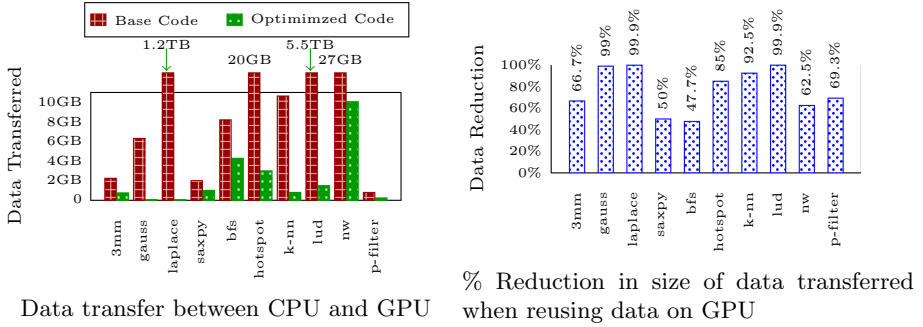 Base Code
Optimimzed Code
1.2TB
5.5TB
20GB
27GB
Data Transferred
10GB
8GB
6GB
4GB
2GB
0
3mm
gauss
laplace
saxpy
bfs
hotspot
k-nn
lud
nw
p-filter
Data transfer between CPU and GPU
66.7%
99%
99.9%
50%
47.7%
85%
92.5%
99.9%
62.5%
69.3%
Data Reduction
100%
80%
60%
40%
20%
0%
3mm
gauss
laplace
saxpy
bfs
hotspot
k-nn
lud
nw
p-filter
% Reduction in size of data transferred
when reusing data on GPU